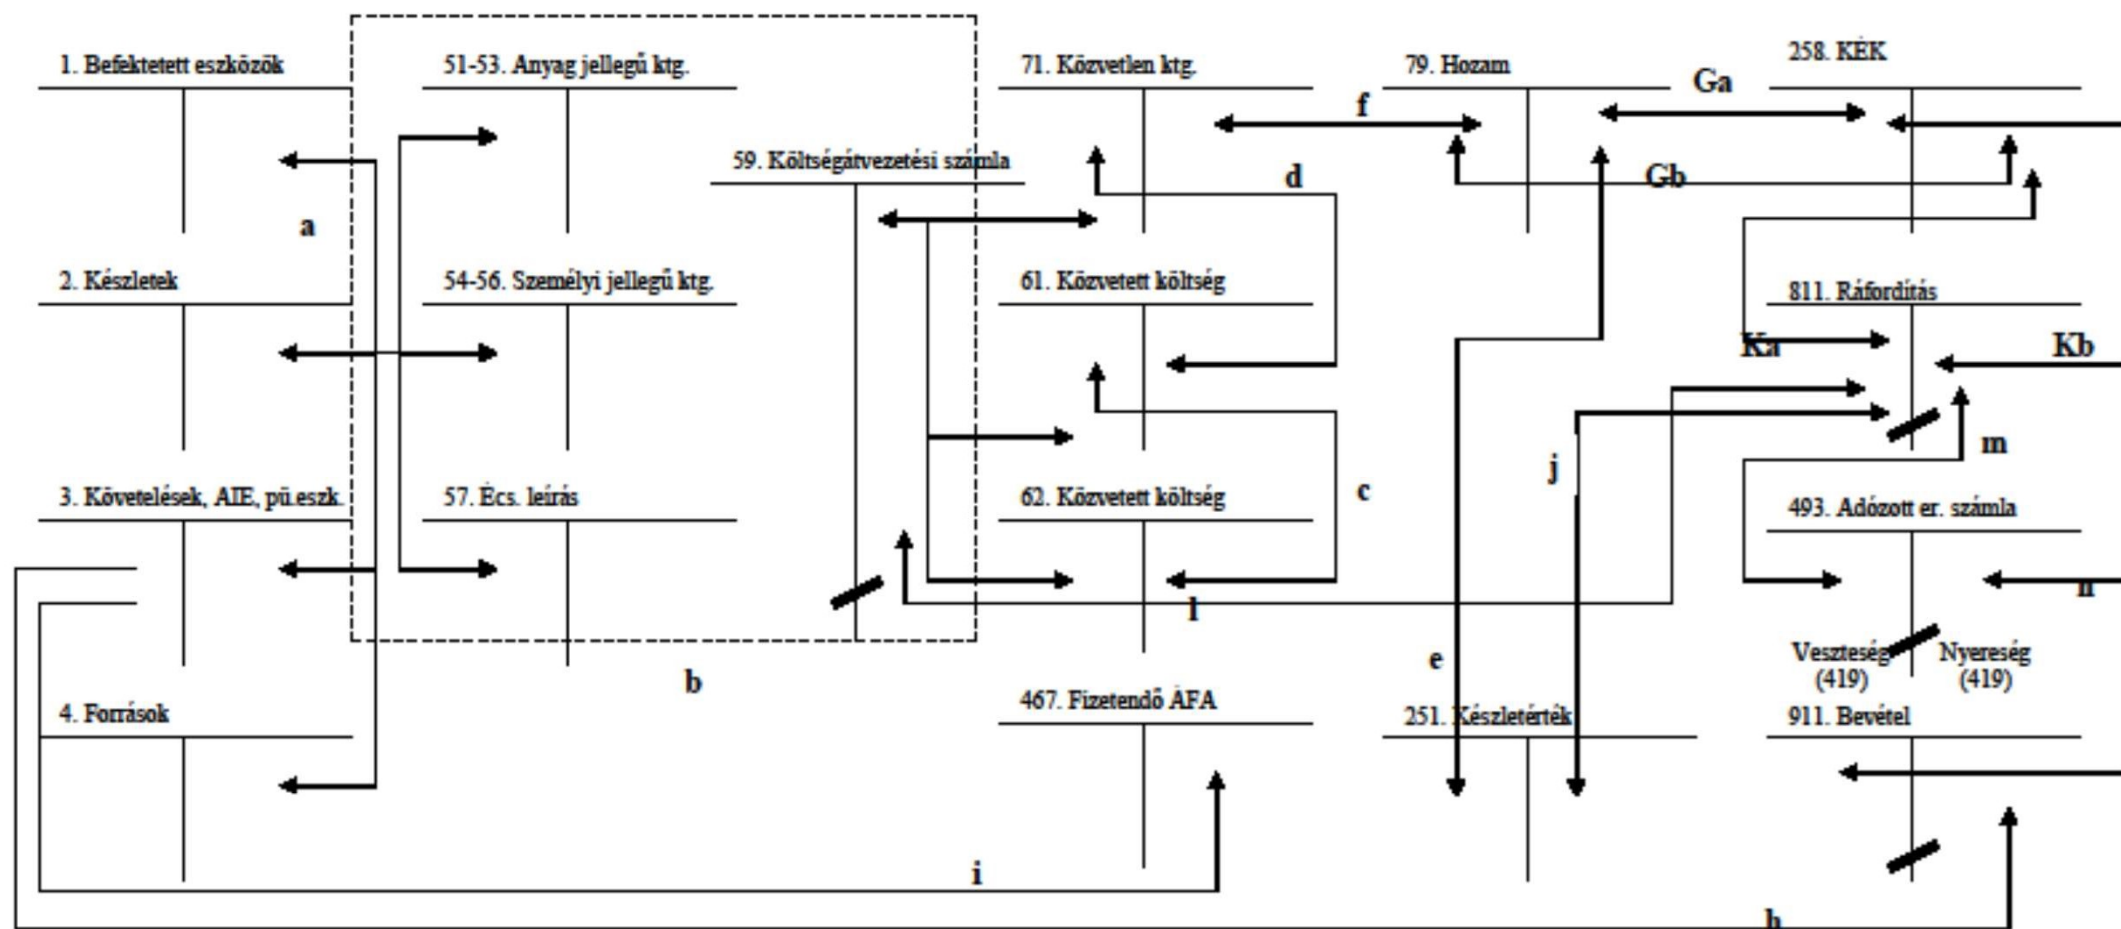 1. Befektetett eszközök
51-53. Anyag jellegű ktg.
71. Közvetlen ktg.
79. Hozam
258. KÉK
Ga
f
59. Költségátvezetési számla
d
Gb
a
2. Készletek
54-56. Személyi jellegű ktg.
61. Közvetett költség
811. Ráfordítás
Ka
Kb
m
j
3. Követelések, AIE, pü.eszk.
57. Écs. leírás
62. Közvetett költség
c
493. Adózott er. számla
n
l
b
e
Veszteség
(419)
Nyereség
(419)
4. Források
467. Fizetendő ÁFA
251. Készletérték
911. Bevétel
i
h